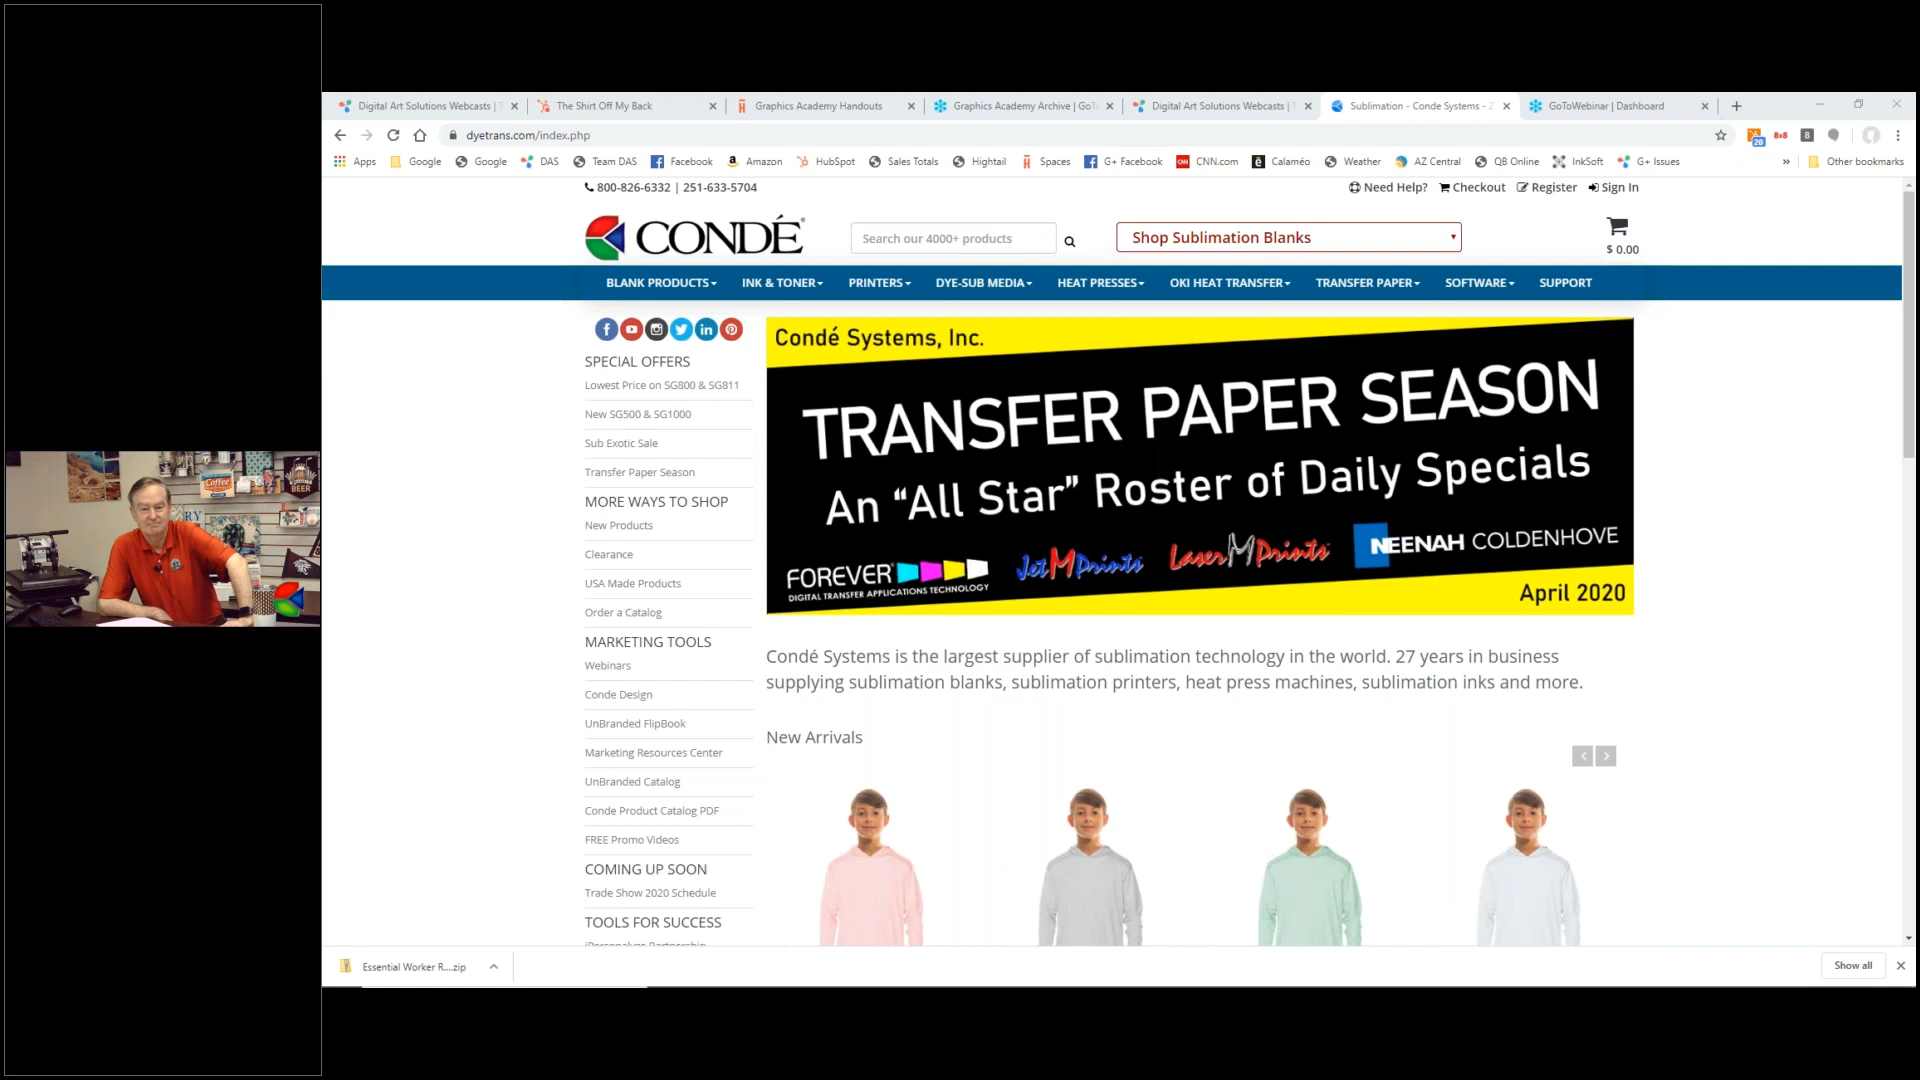 Digital Art Solutions Webcasts | T
The Shirt Off My Back
Graphics Academy Handouts
Graphics Academy Archive | GoTo
Digital Art Solutions Webcasts | T
Sublimation - Conde Systems - 2
GoToWebinar | Dashboard
dyetrans.com/index.php
20
8x8
8
Apps
Google
Google
DAS
Team DAS
Facebook
Amazon
HubSpot
Sales Totals
Hightail
Spaces
G+ Facebook
CNN.com
Calaméo
Weather
AZ Central
QB Online
InkSoft
G+ Issues
»
Other bookmarks
800-826-6332 | 251-633-5704
Need Help?
Checkout
Register
Sign In
CONDÉ
Search our 4000+ products
Shop Sublimation Blanks
$ 0.00
BLANK PRODUCTS
INK & TONER
PRINTERS
DYE-SUB MEDIA
HEAT PRESSES
OKI HEAT TRANSFER
TRANSFER PAPER
SOFTWARE
SUPPORT
SPECIAL OFFERS
Lowest Price on SG800 & SG811
New SG500 & SG1000
Sub Exotic Sale
Transfer Paper Season
MORE WAYS TO SHOP
New Products
Clearance
USA Made Products
Order a Catalog
MARKETING TOOLS
Webinars
Conde Design
UnBranded FlipBook
Marketing Resources Center
UnBranded Catalog
Conde Product Catalog PDF
FREE Promo Videos
COMING UP SOON
Trade Show 2020 Schedule
TOOLS FOR SUCCESS
iPersonalyze Partnership
Condé Systems, Inc.
TRANSFER PAPER SEASON
An “All Star” Roster of Daily Specials
FOREVER
DIGITAL TRANSFER APPLICATIONS TECHNOLOGY
JetMPrints
LaserMPrints
NEENAH COLDENHOVE
April 2020
Condé Systems is the largest supplier of sublimation technology in the world. 27 years in business
supplying sublimation blanks, sublimation printers, heat press machines, sublimation inks and more.
New Arrivals
Coffee
BEER
RY
Essential Worker R....zip
Show all